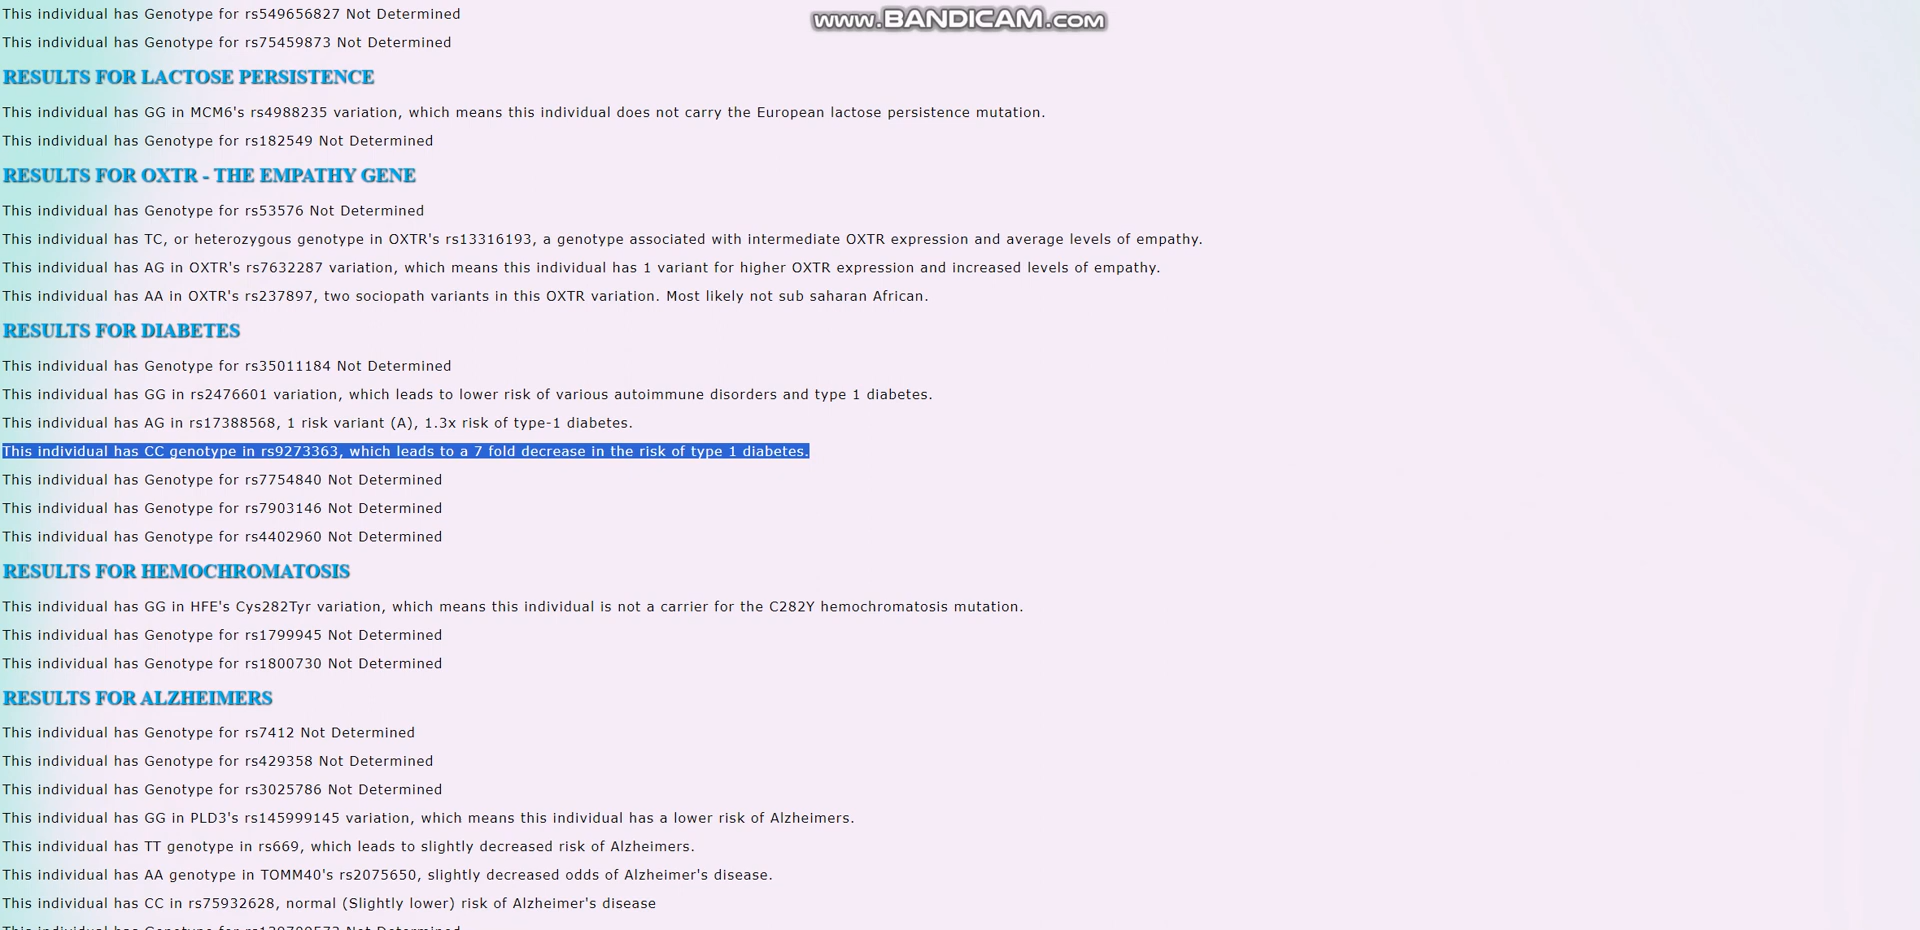 This individual has Genotype for rs549656827 Not Determined
www.BANDICAM.com
This individual has Genotype for rs75459873 Not Determined
RESULTS FOR LACTOSE PERSISTENCE
This individual has GG in MCM6's rs4988235 variation, which means this individual does not carry the European lactose persistence mutation.
This individual has Genotype for rs182549 Not Determined
RESULTS FOR OXTR - THE EMPATHY GENE
This individual has Genotype for rs53576 Not Determined
This individual has TC, or heterozygous genotype in OXTR's rs13316193, a genotype associated with intermediate OXTR expression and average levels of empathy.
This individual has AG in OXTR's rs7632287 variation, which means this individual has 1 variant for higher OXTR expression and increased levels of empathy.
This individual has AA in OXTR's rs237897, two sociopath variants in this OXTR variation. Most likely not sub saharan African.
RESULTS FOR DIABETES
This individual has Genotype for rs35011184 Not Determined
This individual has GG in rs2476601 variation, which leads to lower risk of various autoimmune disorders and type 1 diabetes.
This individual has AG in rs17388568, 1 risk variant (A), 1.3x risk of type-1 diabetes.
This individual has CC genotype in rs9273363, which leads to a 7 fold decrease in the risk of type 1 diabetes.
This individual has Genotype for rs7754840 Not Determined
This individual has Genotype for rs7903146 Not Determined
This individual has Genotype for rs4402960 Not Determined
RESULTS FOR HEMOCHROMATOSIS
This individual has GG in HFE's Cys282Tyr variation, which means this individual is not a carrier for the C282Y hemochromatosis mutation.
This individual has Genotype for rs1799945 Not Determined
This individual has Genotype for rs1800730 Not Determined
RESULTS FOR ALZHEIMERS
This individual has Genotype for rs7412 Not Determined
This individual has Genotype for rs429358 Not Determined
This individual has Genotype for rs3025786 Not Determined
This individual has GG in PLD3's rs145999145 variation, which means this individual has a lower risk of Alzheimers.
This individual has TT genotype in rs669, which leads to slightly decreased risk of Alzheimers.
This individual has AA genotype in TOMM40's rs2075650, slightly decreased odds of Alzheimer's disease.
This individual has CC in rs75932628, normal (Slightly lower) risk of Alzheimer's disease
This individual has Genotype for Not Determined